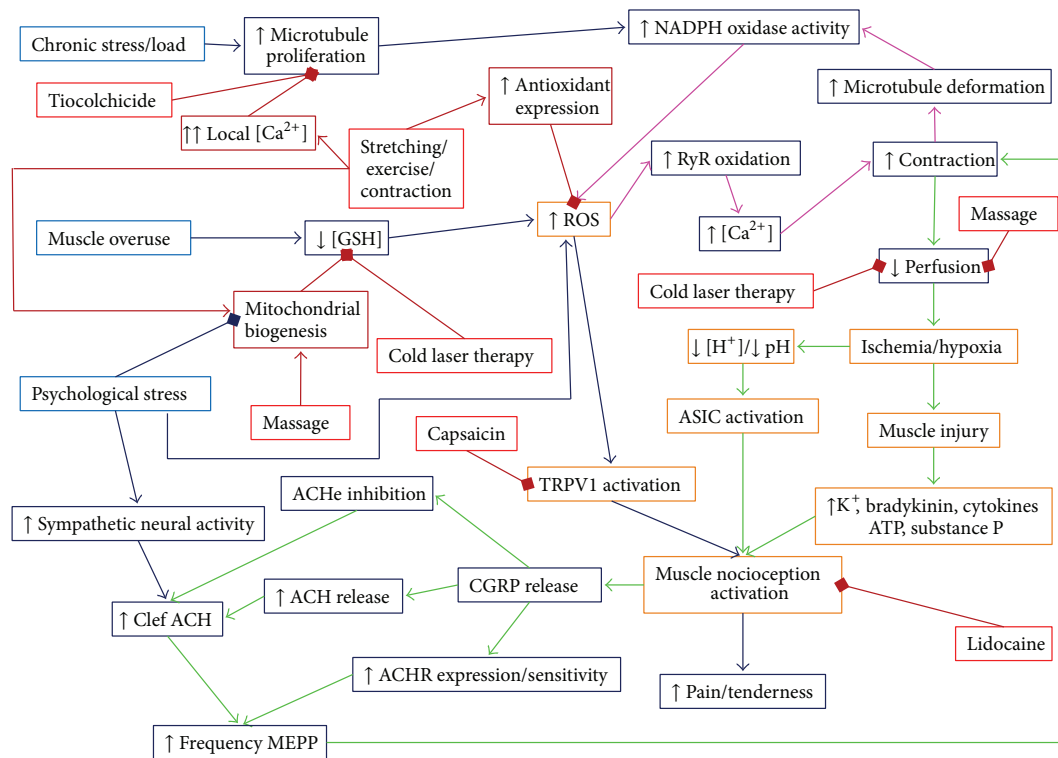 Chronic stress/load
↑ Microtubule
proliferation
↑ NADPH oxidase activity
Tiocolchicide
↑ Antioxidant
expression
↑ Microtubule deformation
↑↑ Local [Ca²⁺]
Stretching/
exercise/
contraction
↑ RyR oxidation
↑ Contraction
Muscle overuse
↓ [GSH]
↑ ROS
↑ [Ca²⁺]
Massage
↓ Perfusion
Cold laser therapy
Mitochondrial
biogenesis
Cold laser therapy
↓ [H⁺]/↓ pH
Ischemia/hypoxia
Psychological stress
Massage
ASIC activation
Muscle injury
Capsaicin
TRPV1 activation
ACHe inhibition
↑K⁺, bradykinin, cytokines
ATP, substance P
↑ Sympathetic neural activity
CGRP release
Muscle nocioception
activation
↑ ACH release
↑ Clef ACH
Lidocaine
↑ ACHR expression/sensitivity
↑ Pain/tenderness
↑ Frequency MEPP